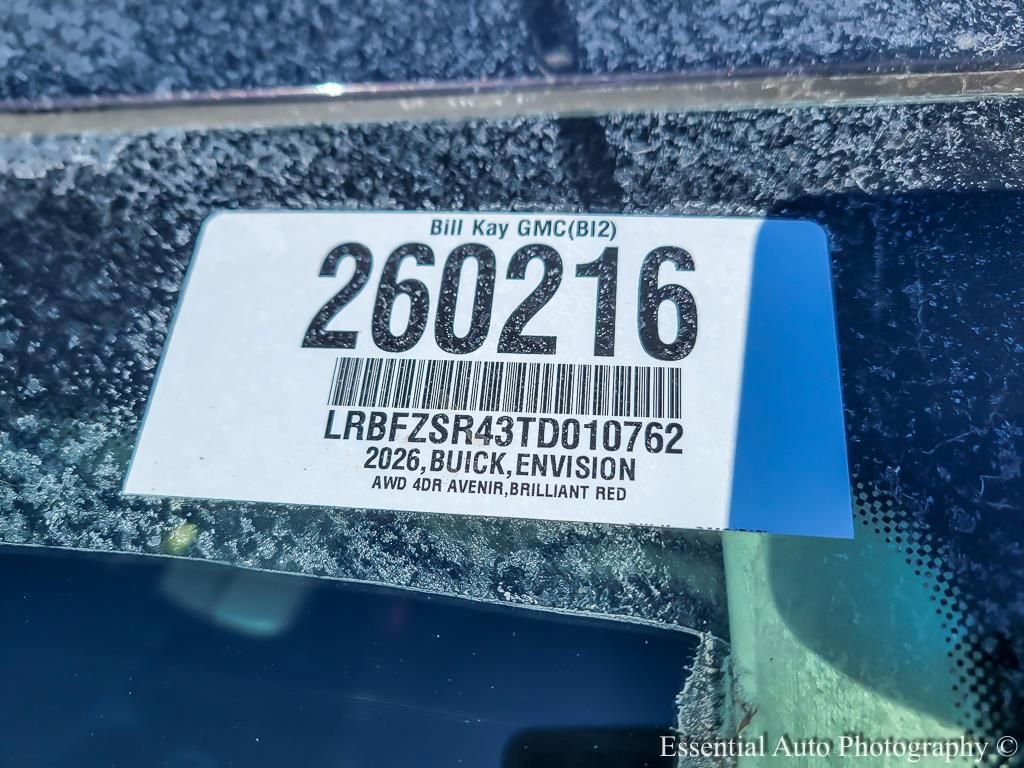 Bill Kay GMC(BI2)
260216
LRBFZSR43TD010762
2026,BUICK,ENVISION
AWD 4DR AVENIR,BRILLIANT RED
Essential Auto Photography ©